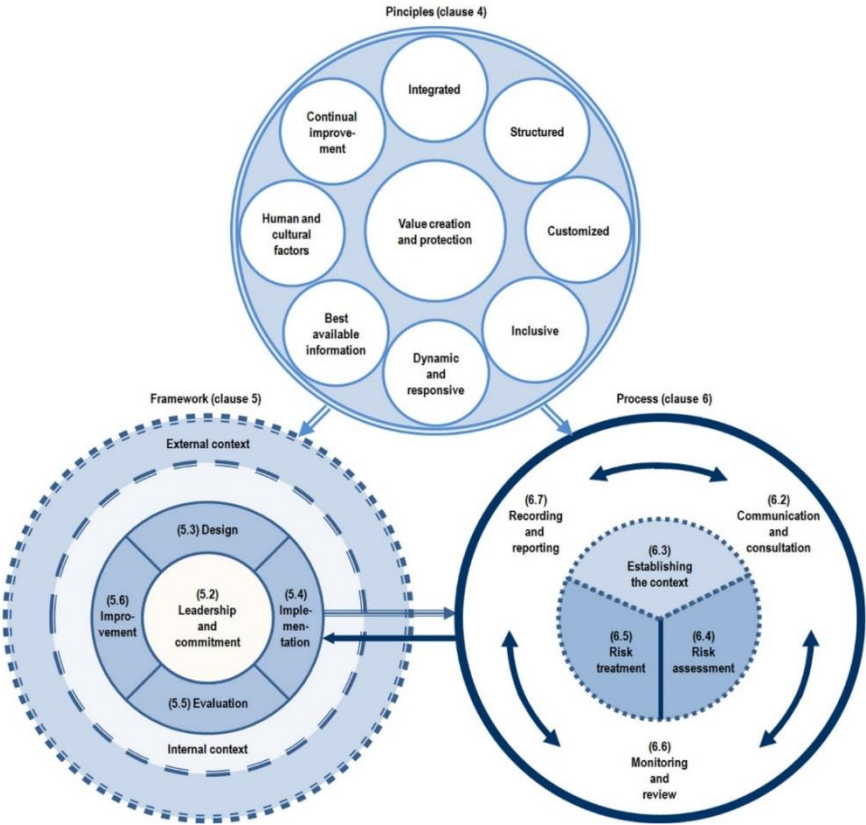 Pinciples (clause 4)
Integrated
Continual
improve-
ment
Structured
Human and
cultural
factors
Value creation
and protection
Customized
Best
available
information
Inclusive
Dynamic
and
responsive
Framework (clause 5)
External context
(5.3) Design
(5.6)
Improvement
(5.2)
Leadership
and
commitment
(5.4)
Imple-
men-
tation
(5.5) Evaluation
Internal context
Process (clause 6)
(6.7)
Recording
and
reporting
(6.2)
Communication
and
consultation
(6.3)
Establishing
the context
(6.5)
Risk
treatment
(6.4)
Risk
assessment
(6.6)
Monitoring
and
review